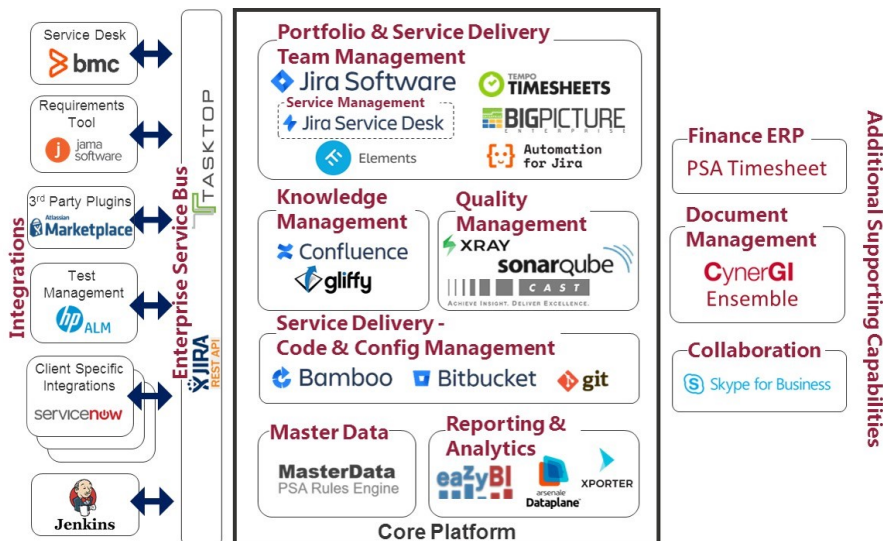 Integrations
Service Desk
bmc
Requirements
Tool
j
jama
software
3rd Party Plugins
Atlassian
Marketplace
Test
Management
hp
ALM
Client Specific
Integrations
servicenow
Jenkins
Enterprise Service Bus
TASKTOP
JIRA
REST API
Portfolio & Service Delivery
Team Management
Jira Software
TEMPO
TIMESHEETS
Service Management
Jira Service Desk
BIGPICTURE
ENTERPRISE
Elements
Automation
for Jira
Knowledge
Management
Confluence
gliffy
Quality
Management
XRAY
sonarqube
CAST
ACHIEVE INSIGHT. DELIVER EXCELLENCE.
Service Delivery -
Code & Config Management
Bamboo
Bitbucket
git
Master Data
MasterData
PSA Rules Engine
Reporting &
Analytics
eazyBI
arsenale
Dataplane
XPORTER
Core Platform
Finance ERP
PSA Timesheet
Document
Management
CynerGI
Ensemble
Collaboration
S
Skype for Business
Additional Supporting Capabilities